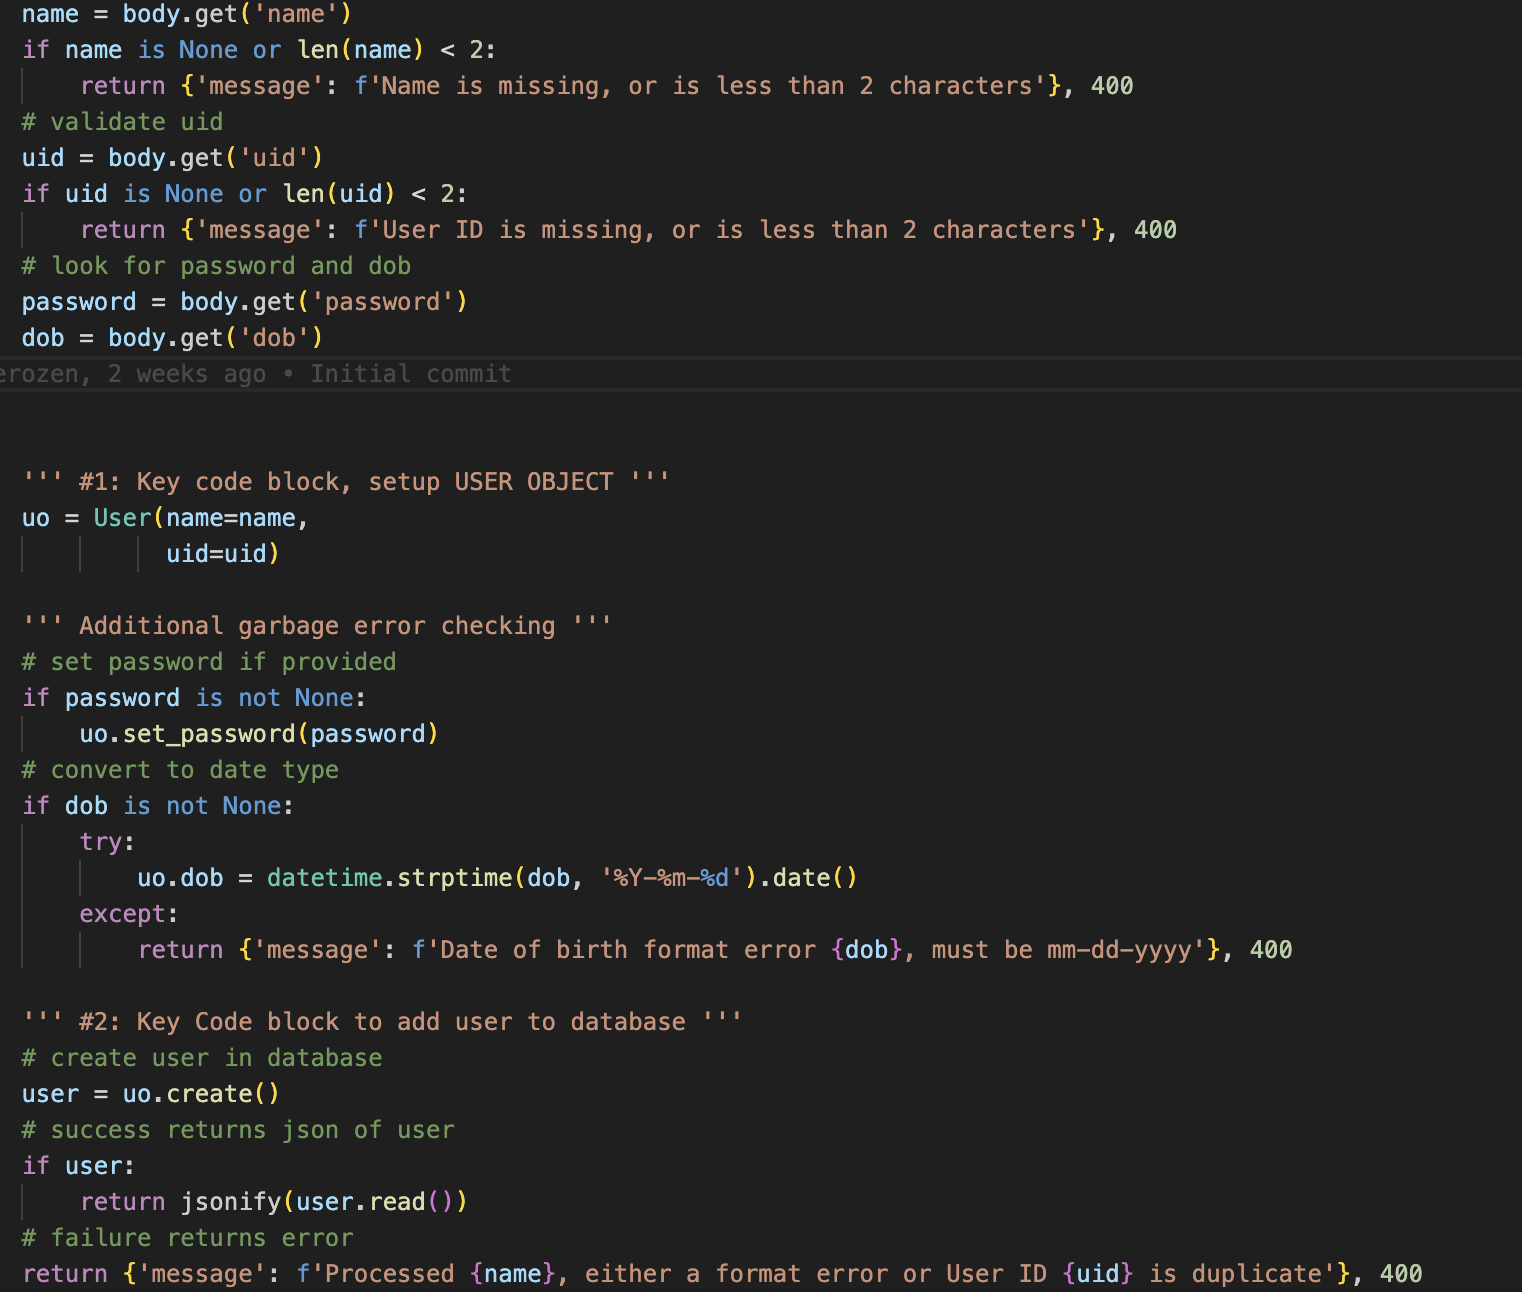 name = body.get('name')
if name is None or len(name) < 2:
    return {'message': f'Name is missing, or is less than 2 characters'}, 400
# validate uid
uid = body.get('uid')
if uid is None or len(uid) < 2:
    return {'message': f'User ID is missing, or is less than 2 characters'}, 400
# look for password and dob
password = body.get('password')
dob = body.get('dob')
erozen, 2 weeks ago • Initial commit
''' #1: Key code block, setup USER OBJECT '''
uo = User(name=name,
          uid=uid)
''' Additional garbage error checking '''
# set password if provided
if password is not None:
    uo.set_password(password)
# convert to date type
if dob is not None:
    try:
        uo.dob = datetime.strptime(dob, '%Y-%m-%d').date()
    except:
        return {'message': f'Date of birth format error {dob}, must be mm-dd-yyyy'}, 400
''' #2: Key Code block to add user to database '''
# create user in database
user = uo.create()
# success returns json of user
if user:
    return jsonify(user.read())
# failure returns error
return {'message': f'Processed {name}, either a format error or User ID {uid} is duplicate'}, 400